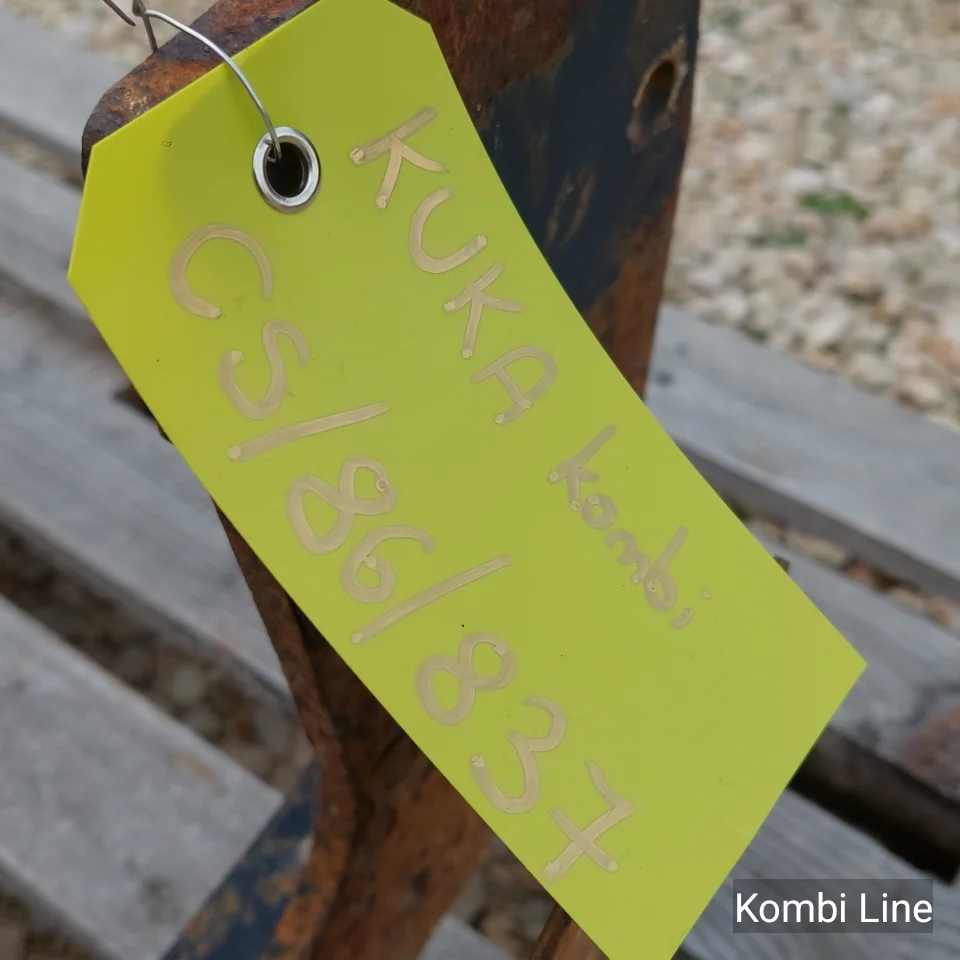 KUKA kombi
CS/86/837
Kombi Line